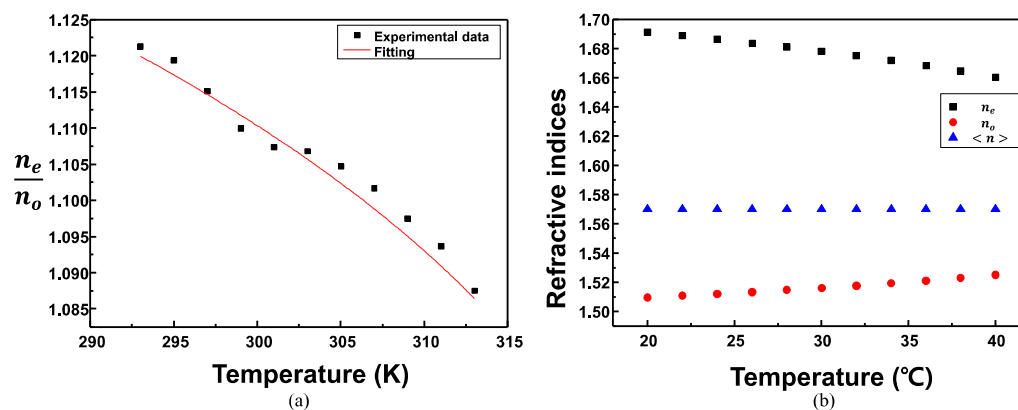 1.125
1.120
1.115
1.110
1.105
1.100
1.095
1.090
1.085
n_e
n_o
Experimental data
Fitting
290 295 300 305 310 315
Temperature (K)
(a)
1.70
1.68
1.66
1.64
1.62
1.60
1.58
1.56
1.54
1.52
1.50
Refractive indices
n_e
n_o
< n >
20 25 30 35 40
Temperature (℃)
(b)